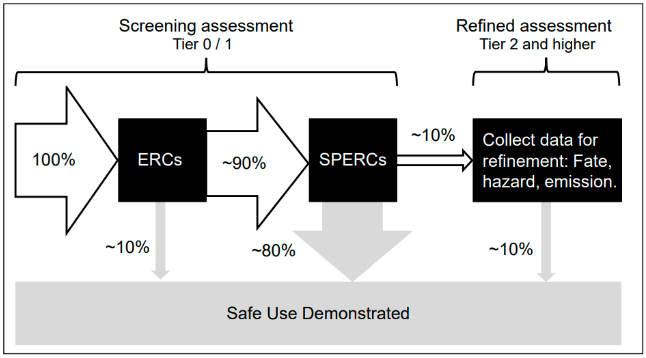 Screening assessment
Tier 0 / 1
Refined assessment
Tier 2 and higher
100%
ERCs
~90%
SPERCs
~10%
Collect data for
refinement: Fate,
hazard, emission.
~10%
~80%
~10%
Safe Use Demonstrated